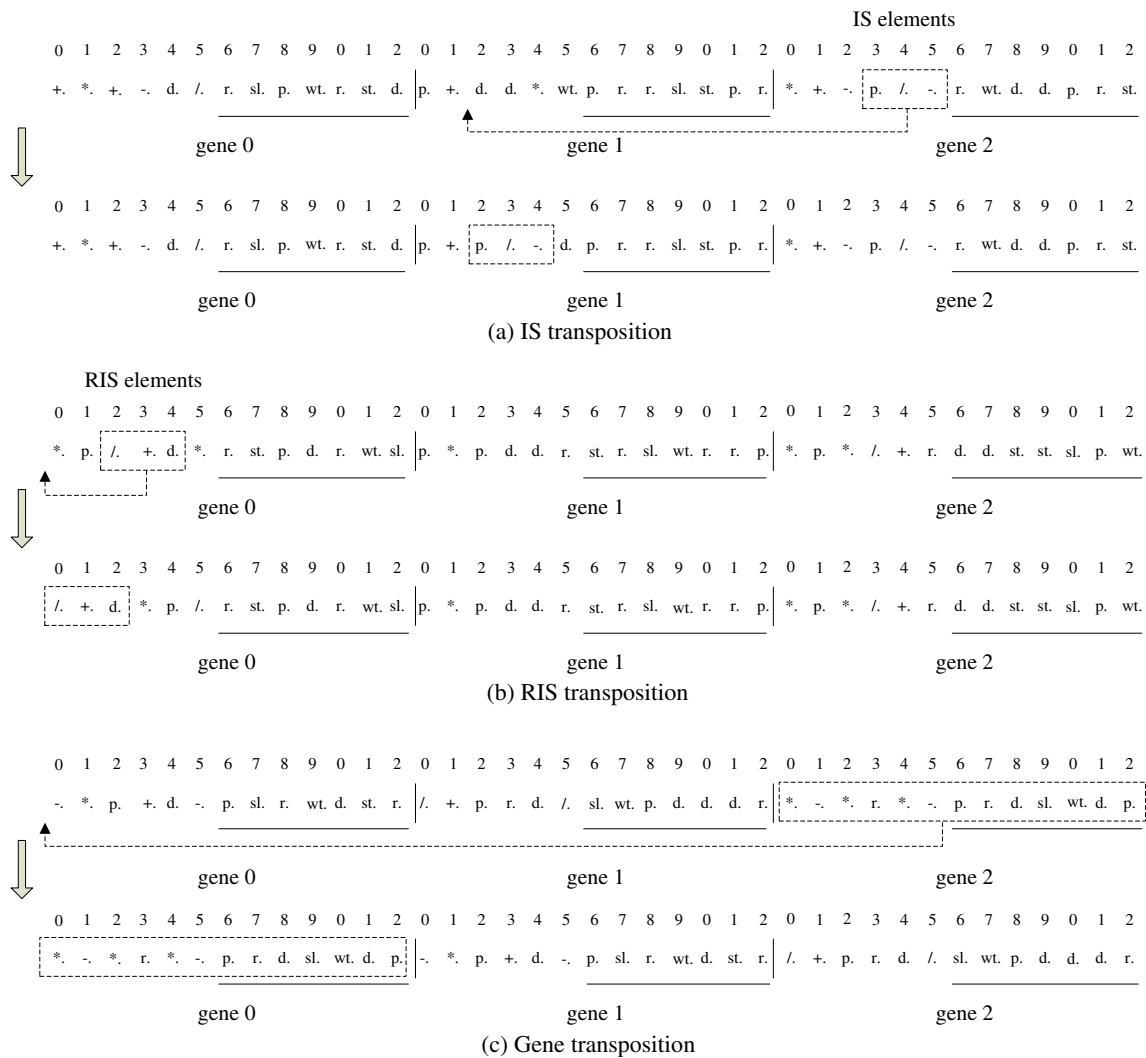 IS elements
0 1 2 3 4 5 6 7 8 9 0 1 2 0 1 2 3 4 5 6 7 8 9 0 1 2 0 1 2 3 4 5 6 7 8 9 0 1 2
+. *. +. -. d. /. r. sl. p. wt. r. st. d. p. +. d. d. *. wt. p. r. r. sl. st. p. r. *. +. -. p. /. -. r. wt. d. d. p. r. st.
gene 0 gene 1 gene 2
0 1 2 3 4 5 6 7 8 9 0 1 2 0 1 2 3 4 5 6 7 8 9 0 1 2 0 1 2 3 4 5 6 7 8 9 0 1 2
+. *. +. -. d. /. r. sl. p. wt. r. st. d. p. +. p. /. -. d. p. r. r. sl. st. p. r. *. +. -. p. /. -. r. wt. d. d. p. r. st.
gene 0 gene 1 gene 2
(a) IS transposition
RIS elements
0 1 2 3 4 5 6 7 8 9 0 1 2 0 1 2 3 4 5 6 7 8 9 0 1 2 0 1 2 3 4 5 6 7 8 9 0 1 2
*. p. /. +. d. *. r. st. p. d. r. wt. sl. p. *. p. d. d. r. st. r. sl. wt. r. r. p. *. p. *. /. +. r. d. d. st. st. sl. p. wt.
gene 0 gene 1 gene 2
0 1 2 3 4 5 6 7 8 9 0 1 2 0 1 2 3 4 5 6 7 8 9 0 1 2 0 1 2 3 4 5 6 7 8 9 0 1 2
/. +. d. *. p. /. r. st. p. d. r. wt. sl. p. *. p. d. d. r. st. r. sl. wt. r. r. p. *. p. *. /. +. r. d. d. st. st. sl. p. wt.
gene 0 gene 1 gene 2
(b) RIS transposition
0 1 2 3 4 5 6 7 8 9 0 1 2 0 1 2 3 4 5 6 7 8 9 0 1 2 0 1 2 3 4 5 6 7 8 9 0 1 2
-. *. p. +. d. -. p. sl. r. wt. d. st. r. /. +. p. r. d. /. sl. wt. p. d. d. d. r. *. -. *. r. *. -. p. r. d. sl. wt. d. p.
gene 0 gene 1 gene 2
0 1 2 3 4 5 6 7 8 9 0 1 2 0 1 2 3 4 5 6 7 8 9 0 1 2 0 1 2 3 4 5 6 7 8 9 0 1 2
*. -. *. r. *. -. p. r. d. sl. wt. d. p. -. *. p. +. d. -. p. sl. r. wt. d. st. r. /. +. p. r. d. /. sl. wt. p. d. d. d. r.
gene 0 gene 1 gene 2
(c) Gene transposition